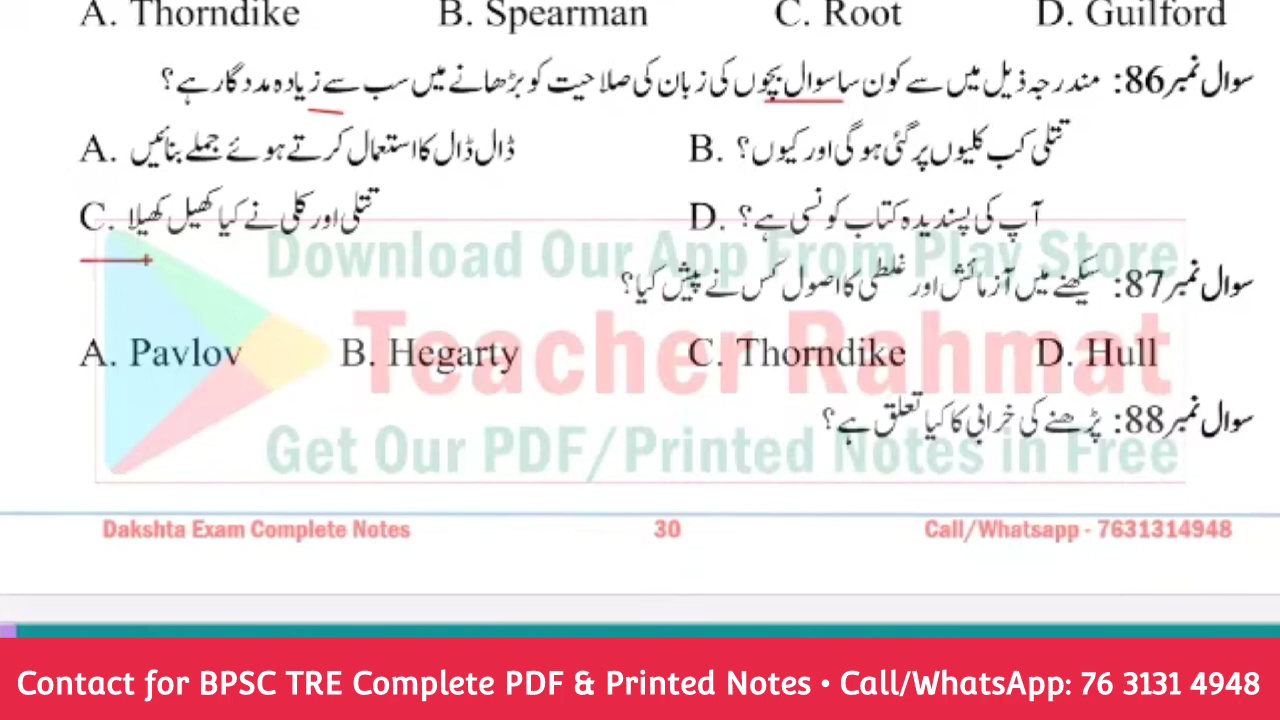 A. Thorndike B. Spearman C. Root D. Guilford
سوال نمبر86: مندرجہ ذیل میں سے کون سا سوال بچوں کی زبان کی صلاحیت کو بڑھانے میں سب سے زیادہ مددگار ہے؟
A. ڈال ڈال کا استعمال کرتے ہوئے جملے بنائیں B. تتلی کب کلیوں پر گئی ہوگی اور کیوں؟
C. تتلی اور کلی نے کیا کھیل کھیلا D. آپ کی پسندیدہ کتاب کونسی ہے؟
Download Our App From Play Store
سوال نمبر87: سیکھنے میں آزمائش اور غلطی کا اصول کس نے پیش کیا؟
Teacher Rahmat
A. Pavlov B. Hegarty C. Thorndike D. Hull
سوال نمبر88: پڑھنے کی خرابی کا کیا تعلق ہے؟
Get Our PDF/Printed Notes in Free
Dakshta Exam Complete Notes 30 Call/Whatsapp - 7631314948
Contact for BPSC TRE Complete PDF & Printed Notes • Call/WhatsApp: 76 3131 4948